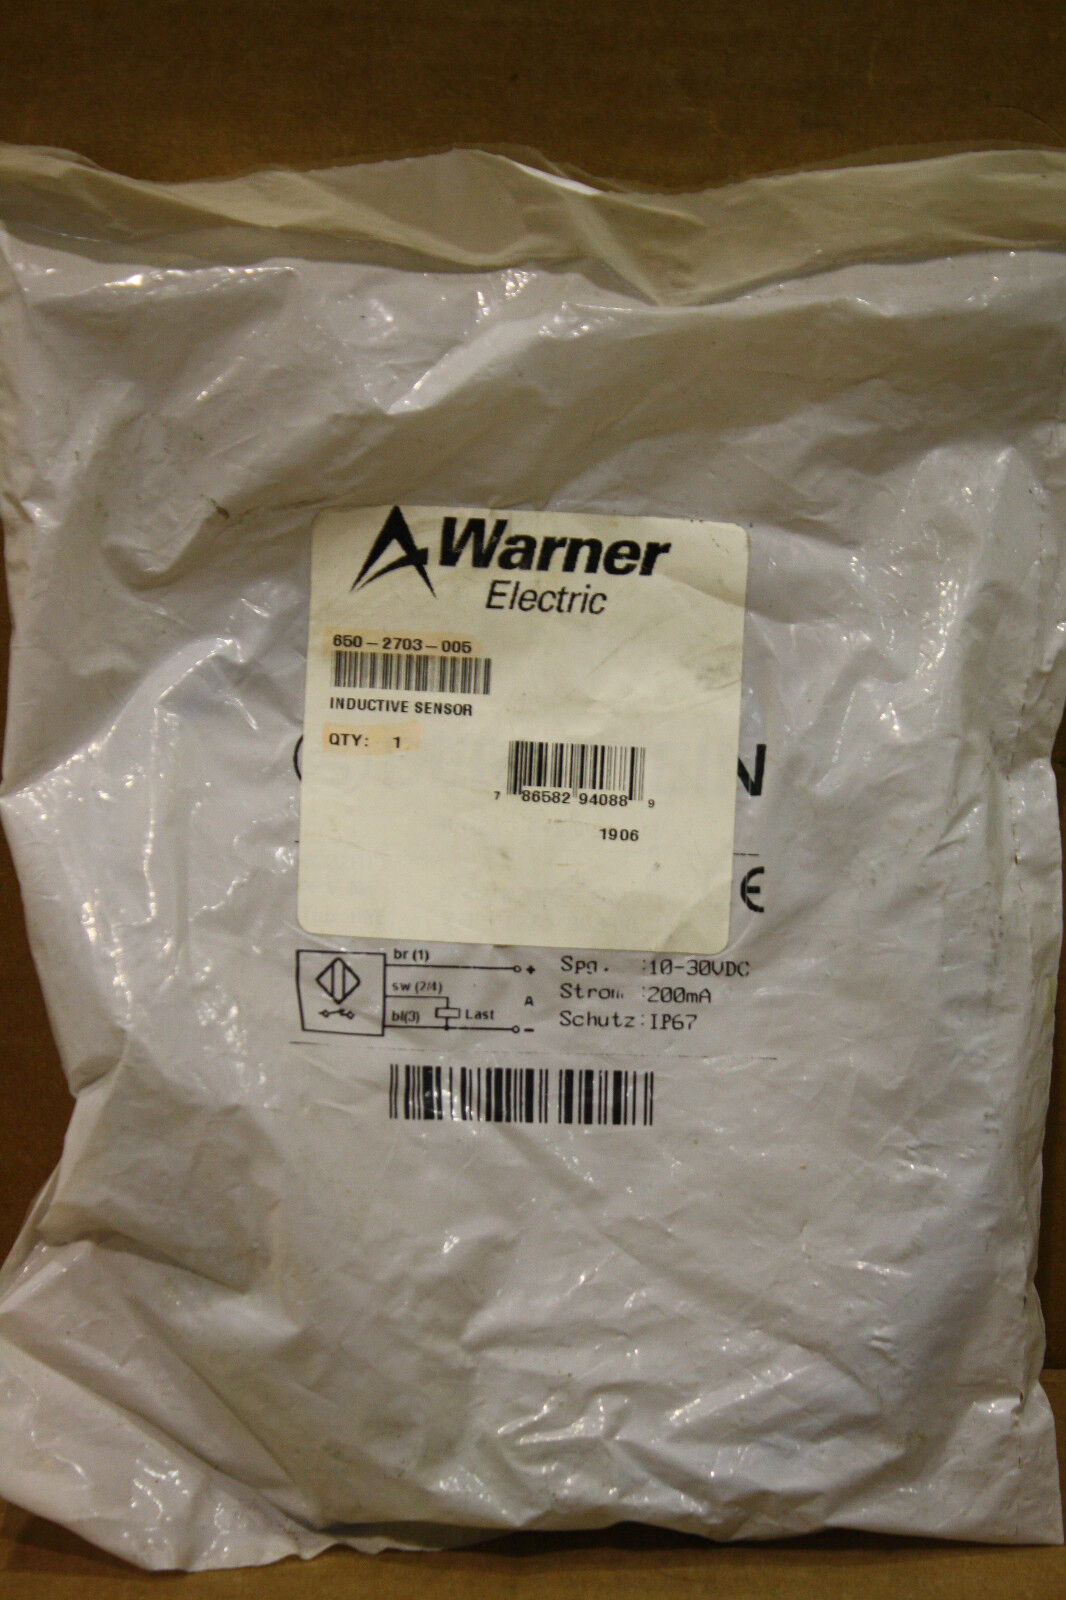 Warner
Electric
650-2703-005
INDUCTIVE SENSOR
QTY: 1
7 86582 94088 9
1906
N
CE
br (1)
+
sw (2/4)
A
bl(3)
Last
-
Spg. :10-30VDC
Strom :200mA
Schutz:IP67